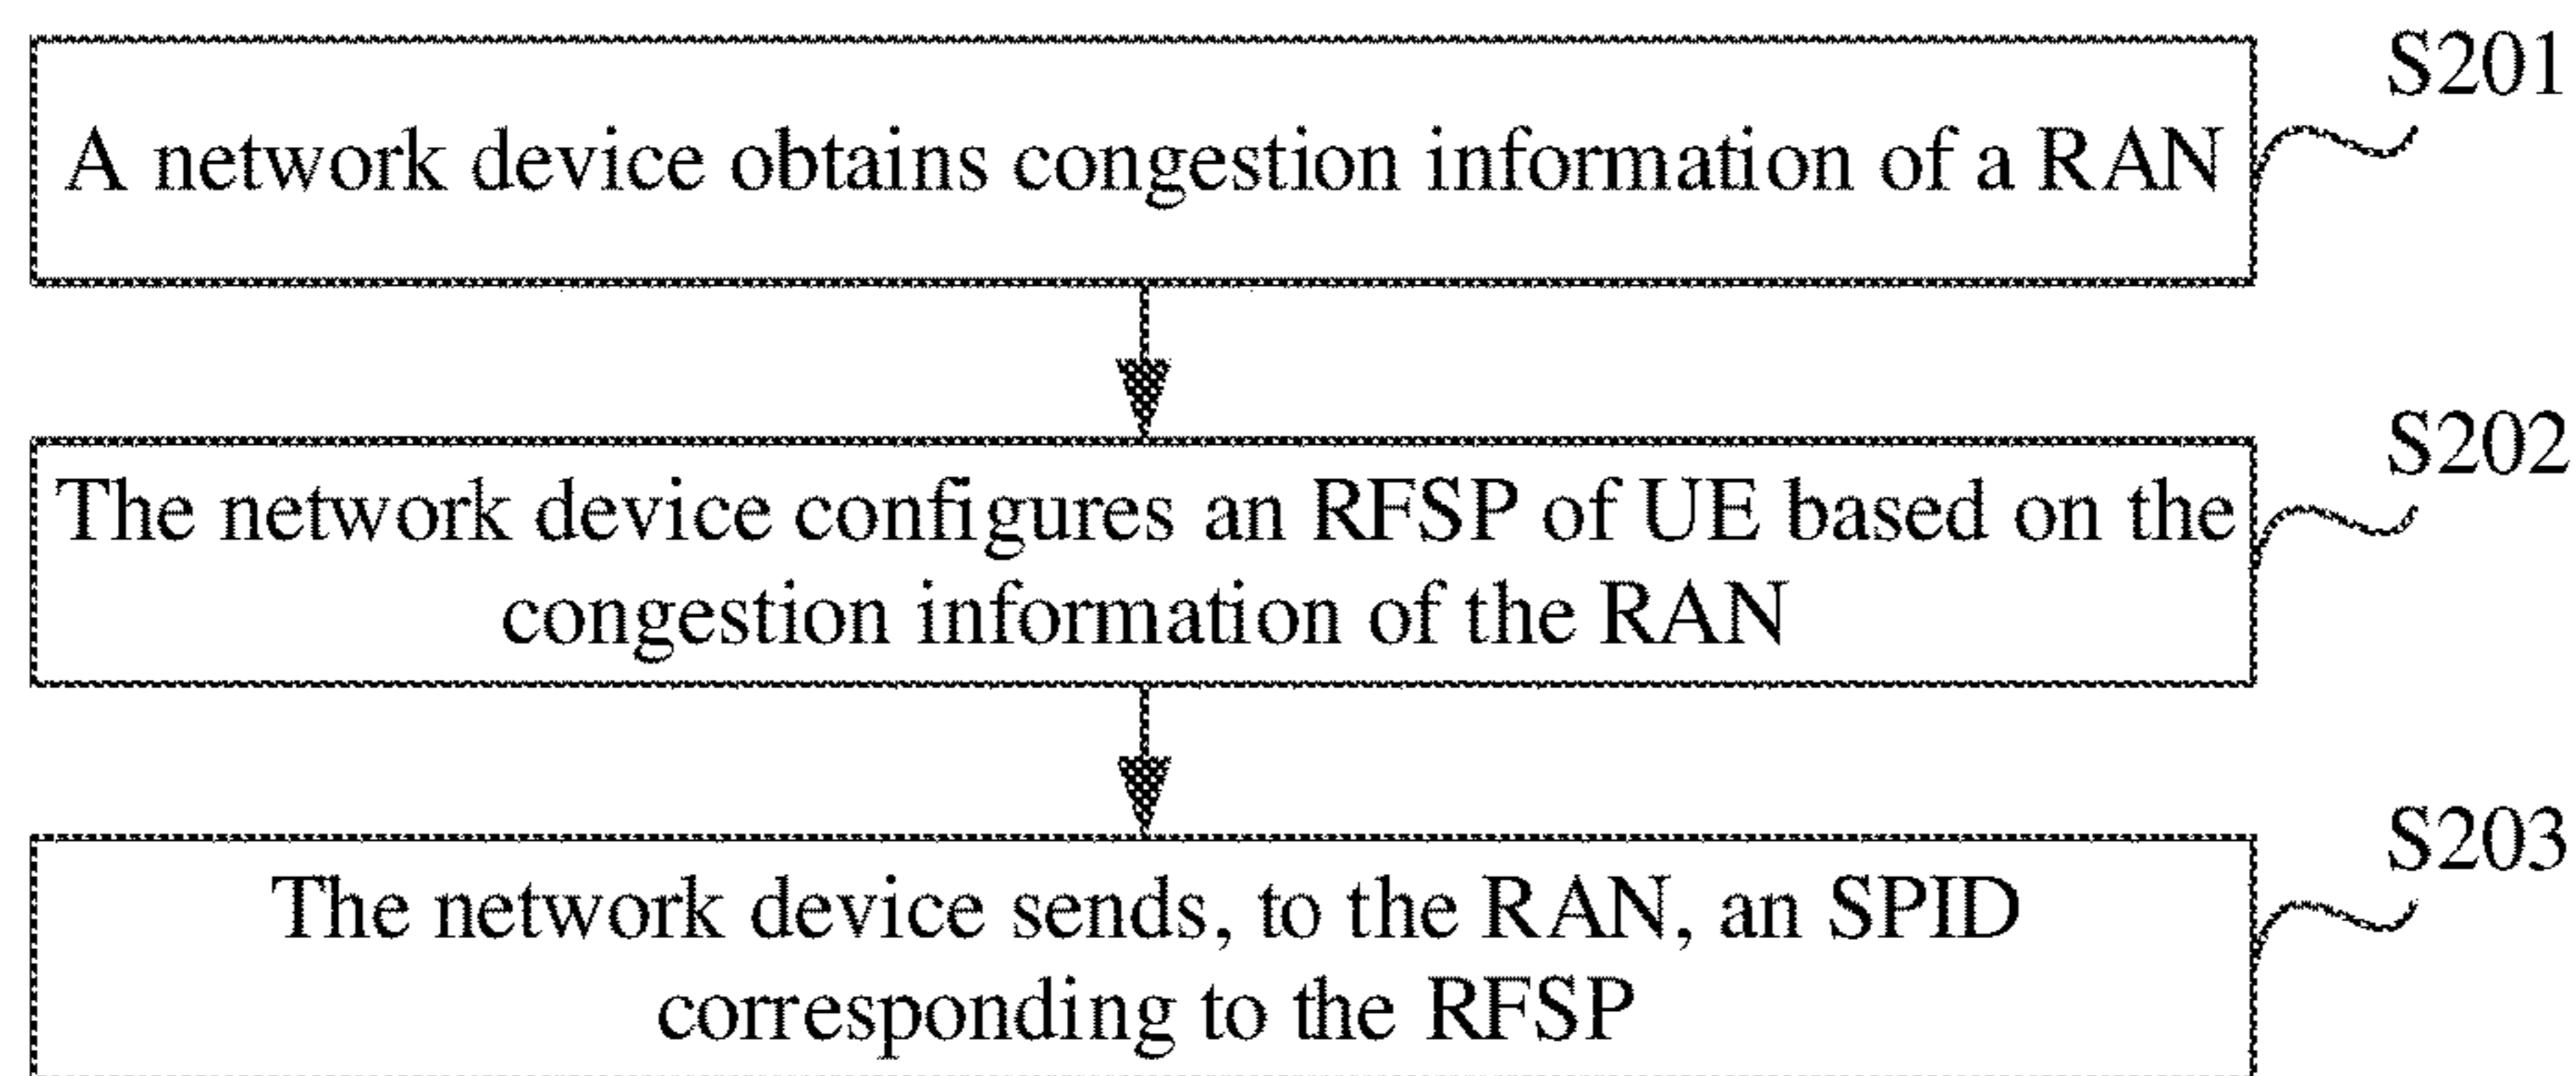 S201
A network device obtains congestion information of a RAN
S202
The network device configures an RFSP of UE based on the
congestion information of the RAN
S203
The network device sends, to the RAN, an SPID
corresponding to the RFSP